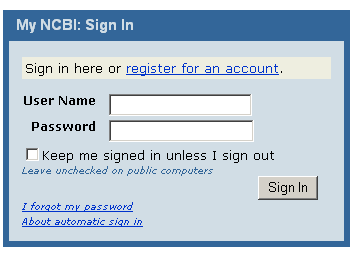 My NCBI: Sign In
Sign in here or register for an account.
User Name
Password
Keep me signed in unless I sign out
Leave unchecked on public computers
Sign In
I forgot my password
About automatic sign in